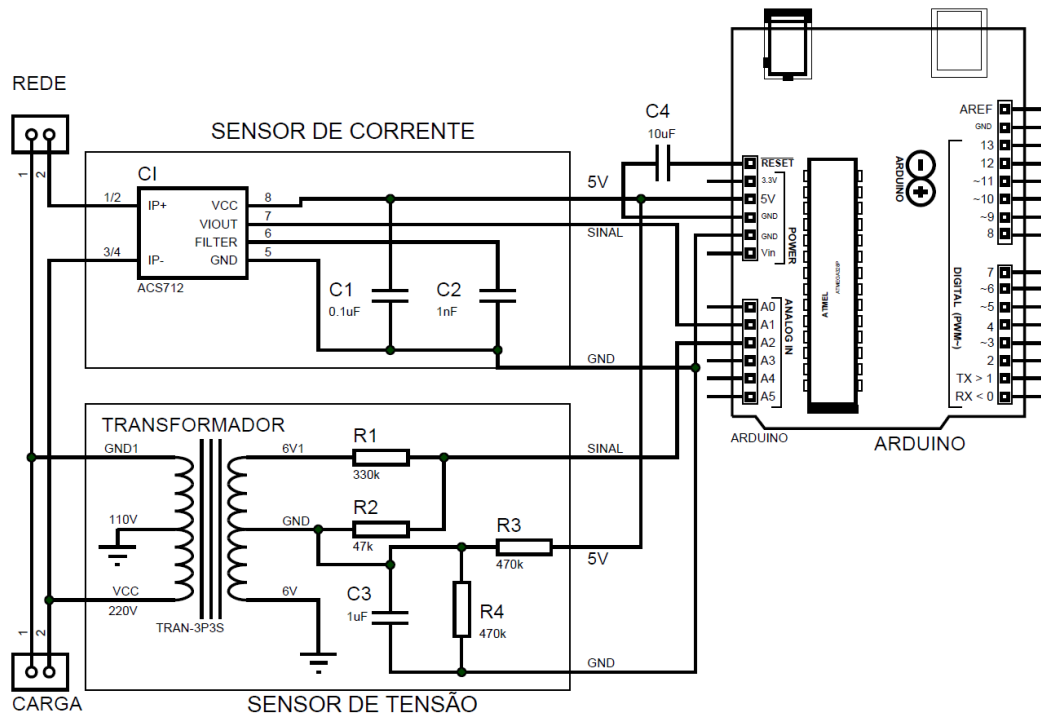 REDE
1 2
SENSOR DE CORRENTE
CI
1/2 IP+ VCC 8
VIOUT 7
FILTER 6
3/4 IP- GND 5
ACS712
C1
0.1uF
C2
1nF
5V
SINAL
GND
C4
10uF
RESET
3.3V
5V
GND
GND
Vin
POWER
A0
A1
A2
A3
A4
A5
ANALOG IN
ATMEL
ATMEGA328P
ARDUINO
AREF
GND
13
12
~11
~10
~9
8
7
~6
~5
4
~3
2
TX > 1
RX < 0
DIGITAL (PWM~)
ARDUINO
ARDUINO
TRANSFORMADOR
GND1
110V
VCC
220V
6V1
GND
6V
TRAN-3P3S
R1
330k
R2
47k
R3
470k
C3
1uF
R4
470k
SINAL
5V
GND
1 2
CARGA
SENSOR DE TENSÃO